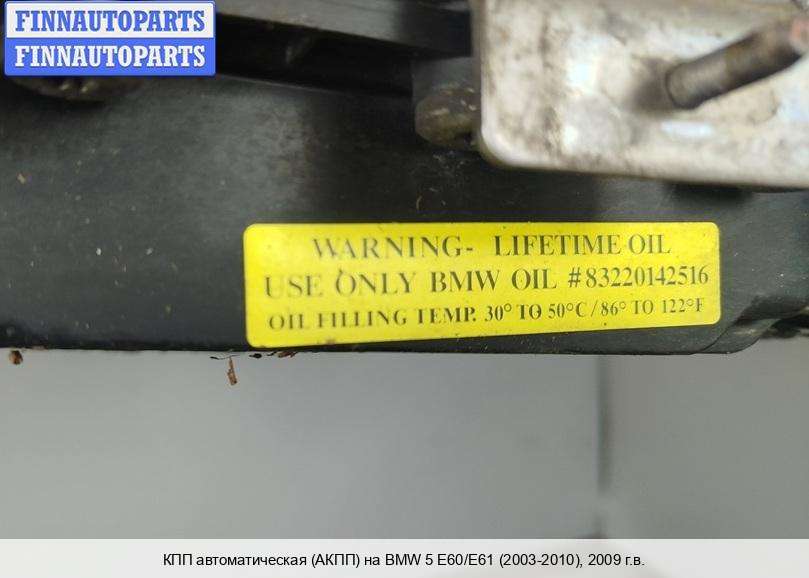 FINNAUTOPARTS
FINNAUTOPARTS
WARNING- LIFETIME OIL
USE ONLY BMW OIL #83220142516
OIL FILLING TEMP. 30° TO 50°C/86° TO 122°F
КПП автоматическая (АКПП) на BMW 5 E60/E61 (2003-2010), 2009 г.в.